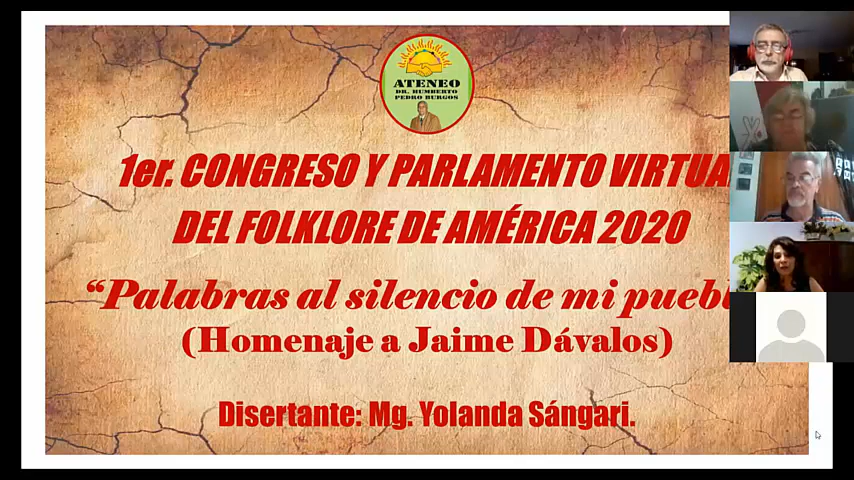 ATENEO
DR. HUMBERTO
PEDRO BURGOS
1er. CONGRESO Y PARLAMENTO VIRTUA
DEL FOLKLORE DE AMÉRICA 2020
“Palabras al silencio de mi puebl
(Homenaje a Jaime Dávalos)
Disertante: Mg. Yolanda Sángari.